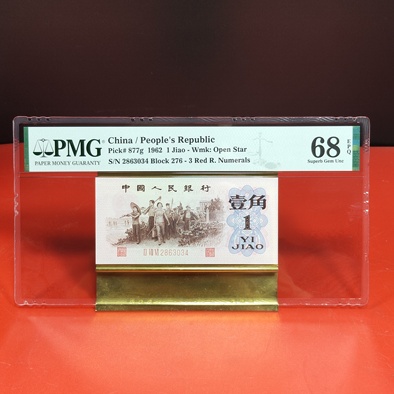 PMG
PAPER MONEY GUARANTY
China / People's Republic
Pick# 877g 1962 1 Jiao - Wmk: Open Star
S/N 2863034 Block 276 - 3 Red R. Numerals
68 EPQ
Superb Gem Unc
中國人民銀行
壹角
1
YI
JIAO
2863034